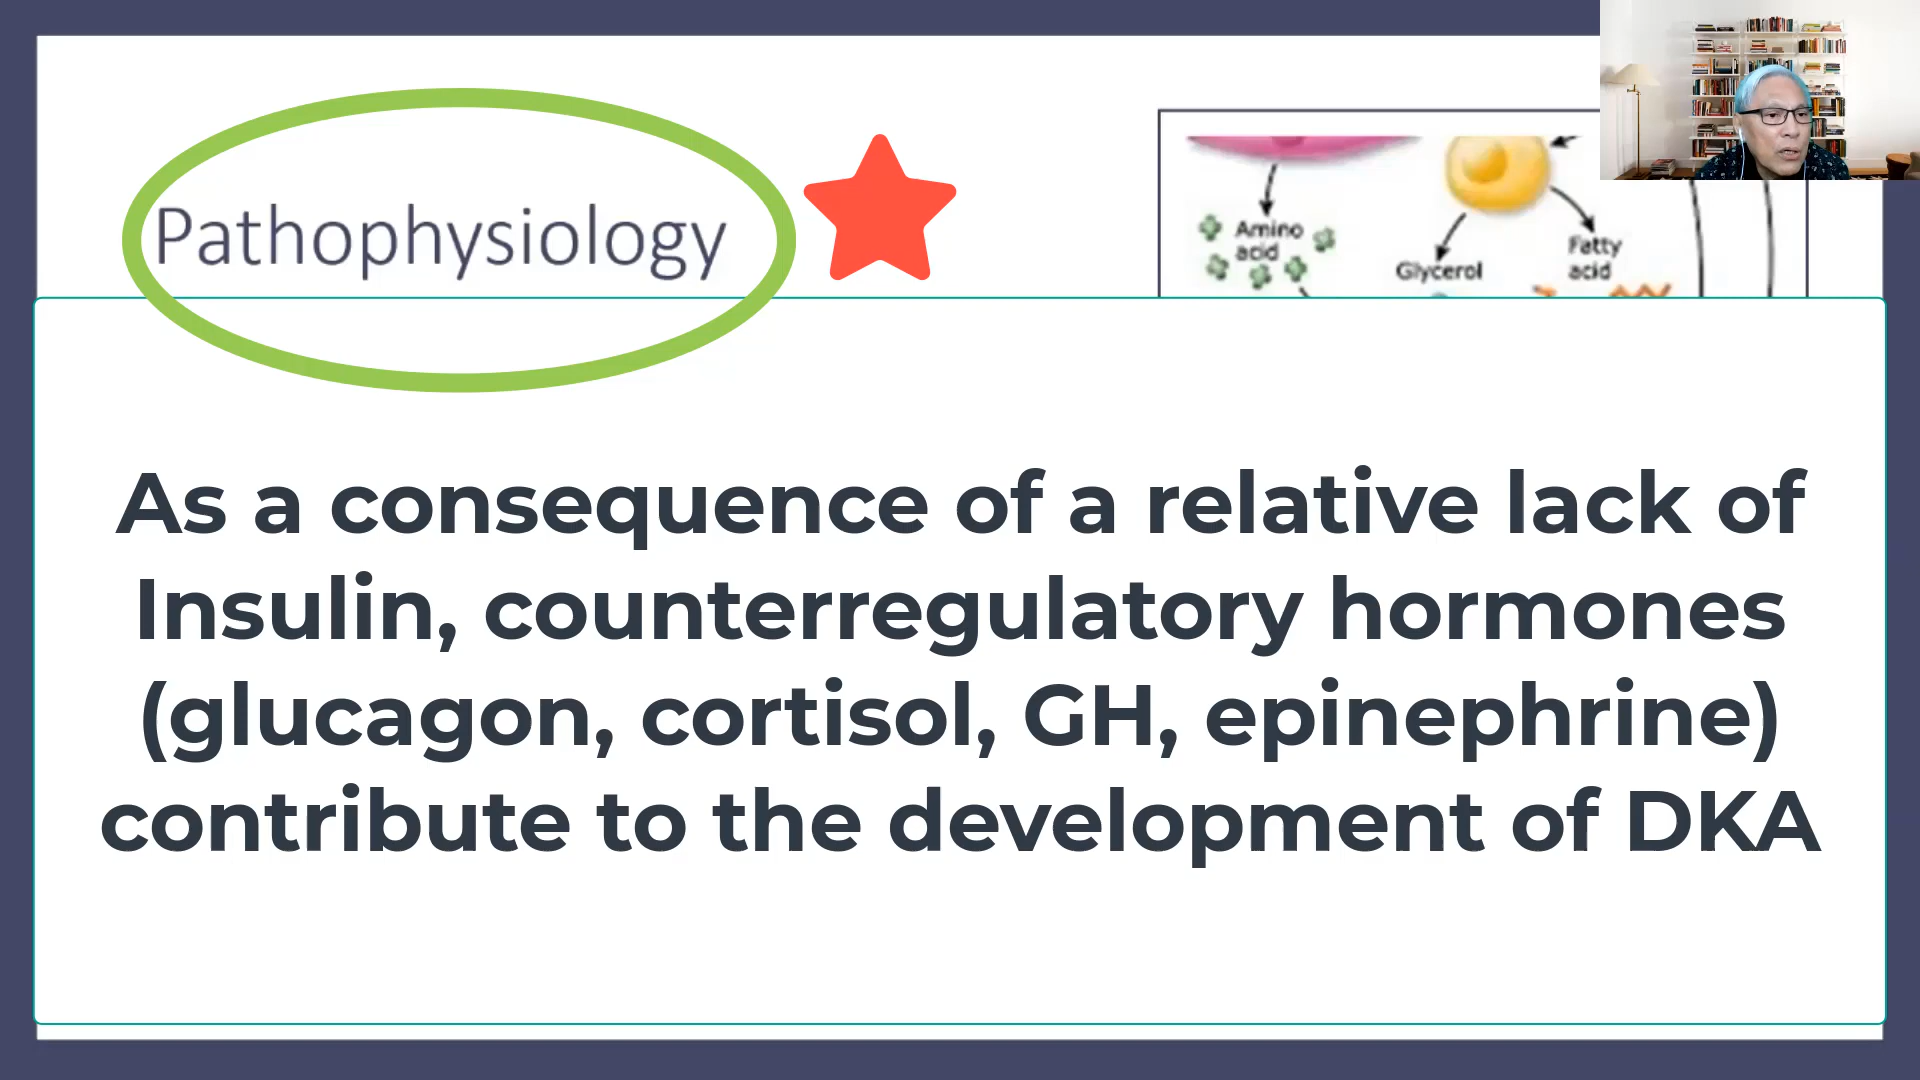 Pathophysiology
Amino
acid
Glycerol
Fatty
acid
As a consequence of a relative lack of
Insulin, counterregulatory hormones
(glucagon, cortisol, GH, epinephrine)
contribute to the development of DKA